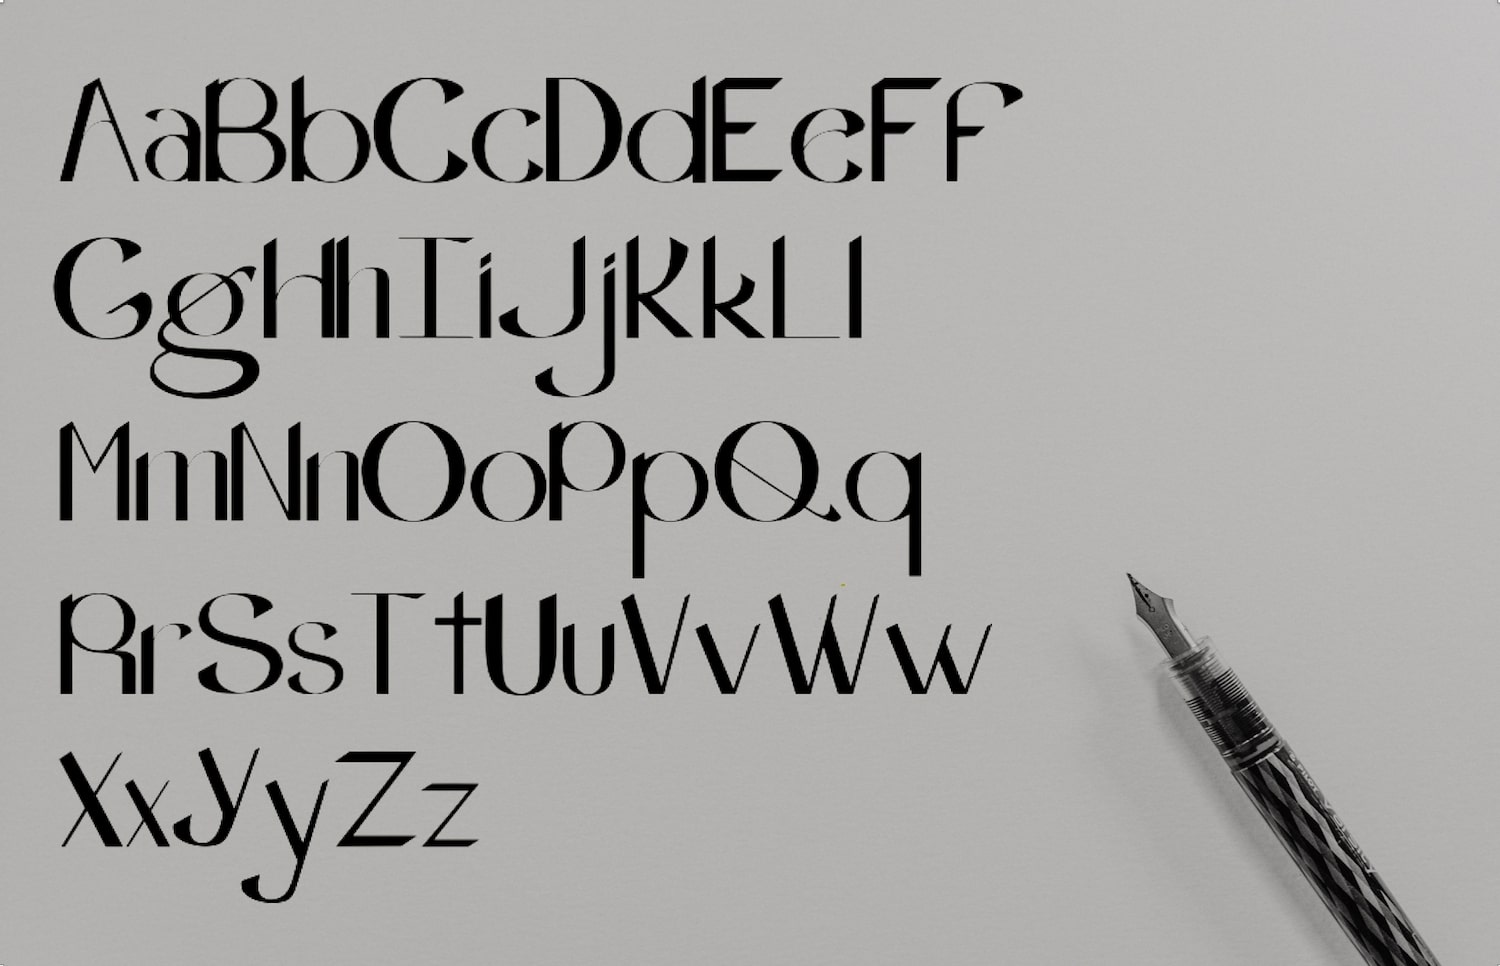 AaBbCcDdEeFf
GgHhIiJjKkLl
MmNnOoPpQq
RrSsTtUuVvWw
XxYyZz